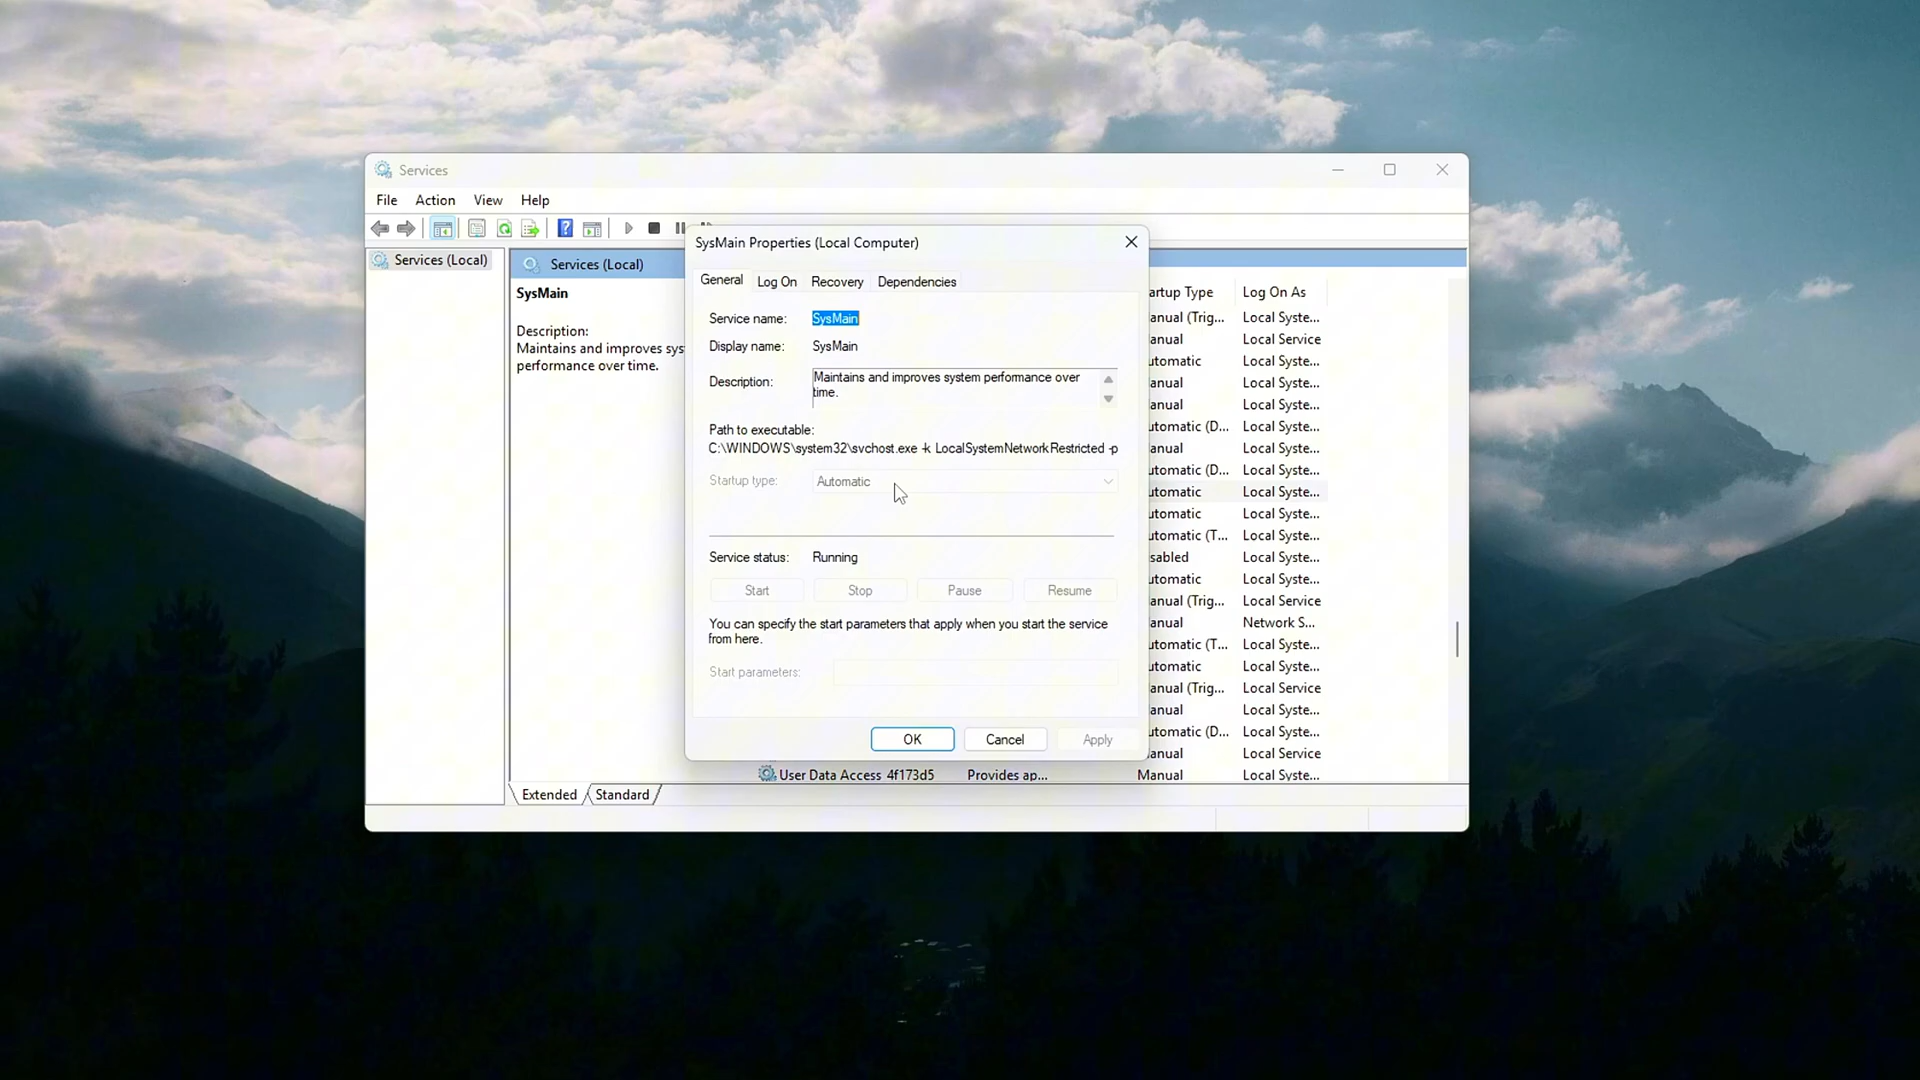 Services
File Action View Help
Services (Local)
Services (Local)
SysMain
Description:
Maintains and improves sys
performance over time.
SysMain Properties (Local Computer)
General Log On Recovery Dependencies
Service name: SysMain
Display name: SysMain
Description: Maintains and improves system performance over
time.
Path to executable:
C:\WINDOWS\system32\svchost.exe -k LocalSystemNetworkRestricted -p
Startup type: Automatic
Service status: Running
Start Stop Pause Resume
You can specify the start parameters that apply when you start the service
from here.
Start parameters:
OK Cancel Apply
artup Type Log On As
anual (Trig... Local Syste...
anual Local Service
utomatic Local Syste...
anual Local Syste...
anual Local Syste...
utomatic (D... Local Syste...
anual Local Syste...
utomatic (D... Local Syste...
utomatic Local Syste...
utomatic Local Syste...
utomatic (T... Local Syste...
sabled Local Syste...
utomatic Local Syste...
anual (Trig... Local Service
anual Network S...
utomatic (T... Local Syste...
utomatic Local Syste...
anual (Trig... Local Service
anual Local Syste...
utomatic (D... Local Syste...
anual Local Service
User Data Access_4f173d5 Provides ap... Manual Local Syste...
Extended Standard